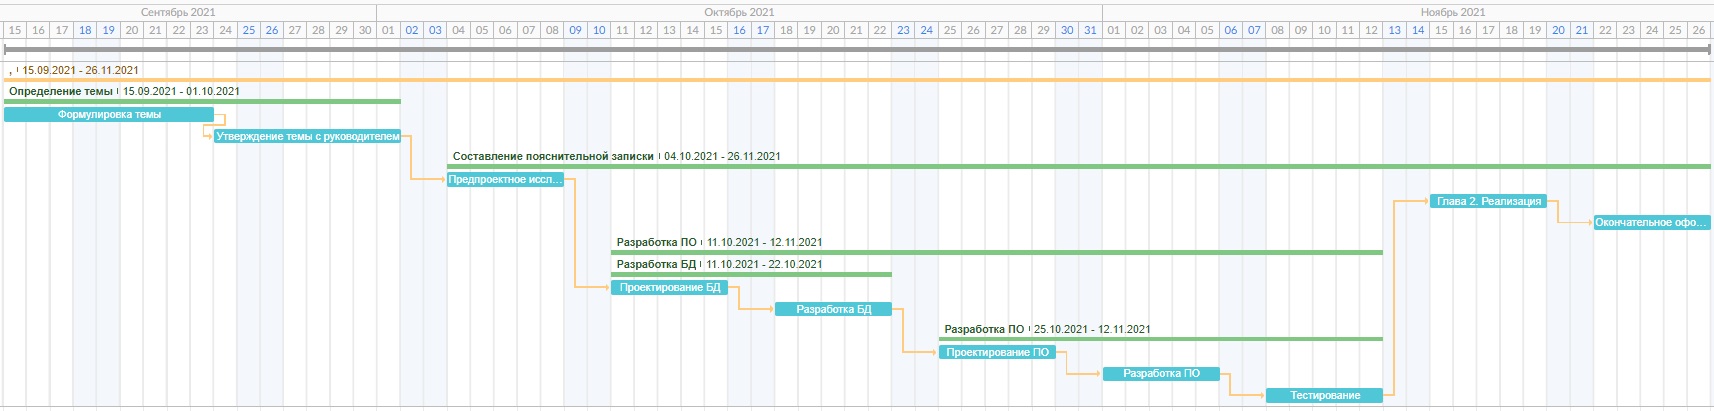 Сентябрь 2021 Октябрь 2021 Ноябрь 2021
15 16 17 18 19 20 21 22 23 24 25 26 27 28 29 30 01 02 03 04 05 06 07 08 09 10 11 12 13 14 15 16 17 18 19 20 21 22 23 24 25 26 27 28 29 30 31 01 02 03 04 05 06 07 08 09 10 11 12 13 14 15 16 17 18 19 20 21 22 23 24 25 26
, 15.09.2021 - 26.11.2021
Определение темы 15.09.2021 - 01.10.2021
Формулировка темы
Утверждение темы с руководителем
Составление пояснительной записки 04.10.2021 - 26.11.2021
Предпроектное иссл...
Глава 2. Реализация
Окончательное офо...
Разработка ПО 11.10.2021 - 12.11.2021
Разработка БД 11.10.2021 - 22.10.2021
Проектирование БД
Разработка БД
Разработка ПО 25.10.2021 - 12.11.2021
Проектирование ПО
Разработка ПО
Тестирование